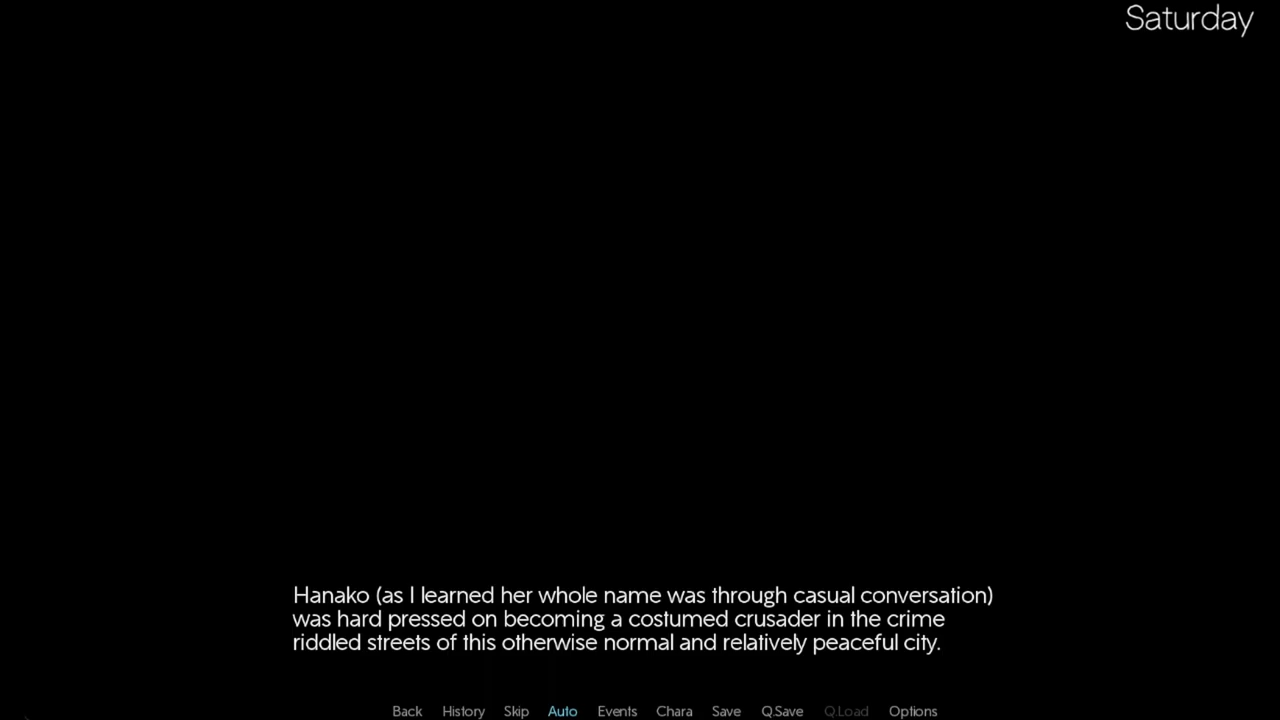 Saturday
Hanako (as I learned her whole name was through casual conversation)
was hard pressed on becoming a costumed crusader in the crime
riddled streets of this otherwise normal and relatively peaceful city.
Back History Skip Auto Events Chara Save Q.Save Q.Load Options